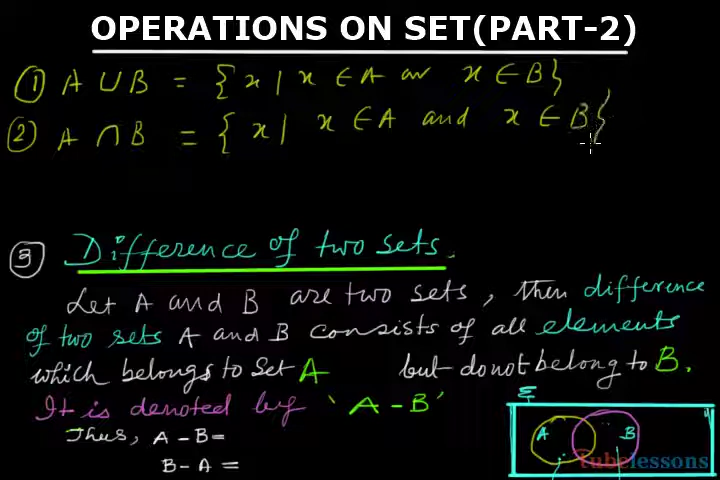 OPERATIONS ON SET(PART-2)
① A ∪ B = { x | x ∈ A or x ∈ B}
② A ∩ B = { x | x ∈ A and x ∈ B}
③ Difference of two sets.
Let A and B are two sets, then difference
of two sets A and B consists of all elements
which belongs to set A but do not belong to B.
It is denoted by 'A - B'
Thus, A - B =
B - A =
A B
Tubelessons